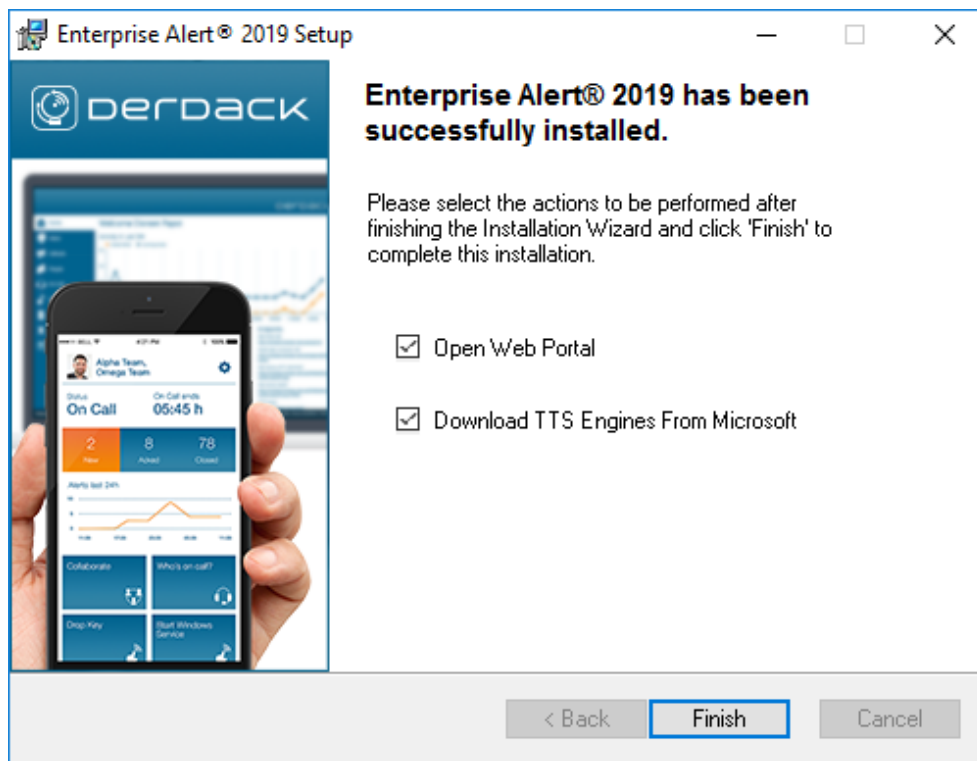 Enterprise Alert® 2019 Setup
DERDACK
Enterprise Alert® 2019 has been
successfully installed.
Please select the actions to be performed after
finishing the Installation Wizard and click 'Finish' to
complete this installation.
Open Web Portal
Download TTS Engines From Microsoft
Alpha Team,
Omega Team
Status
On Call ends
On Call
05:45 h
2
8
78
New
Acked
Closed
Alerts last 24h
Collaborate
Who's on call?
Drop Key
Start Windows
Service
< Back
Finish
Cancel